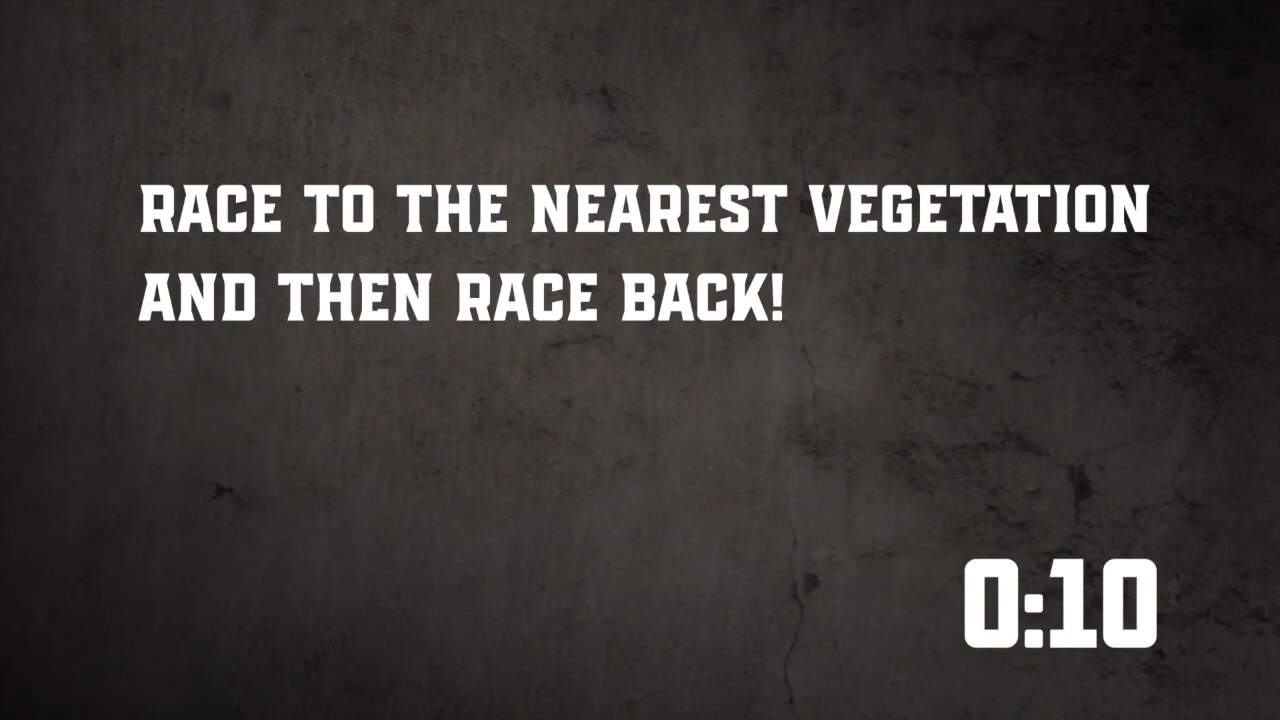 RACE TO THE NEAREST VEGETATION
AND THEN RACE BACK!
0:10